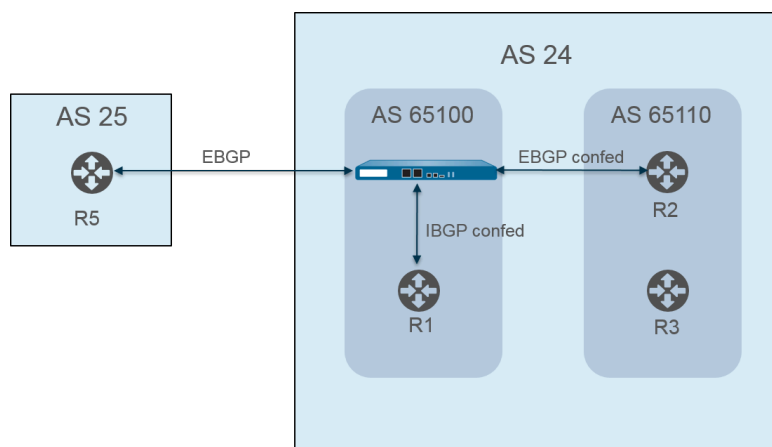 AS 24
AS 25
AS 65100
AS 65110
EBGP
EBGP confed
R5
R2
IBGP confed
R1
R3